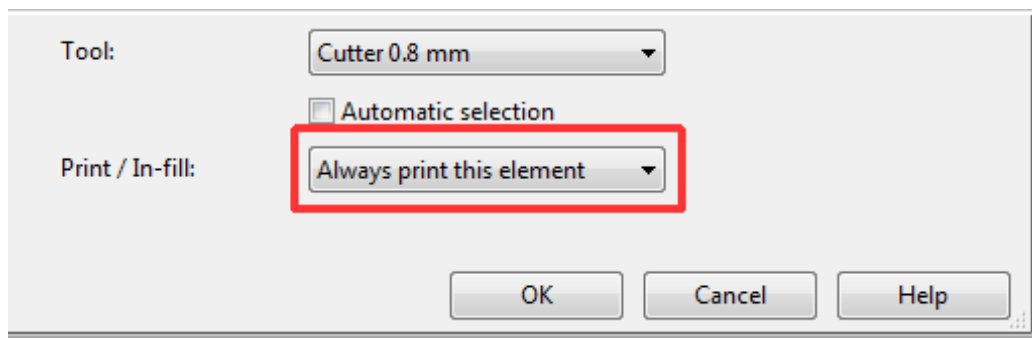 Tool:
Cutter 0.8 mm
Automatic selection
Print / In-fill:
Always print this element
OK
Cancel
Help